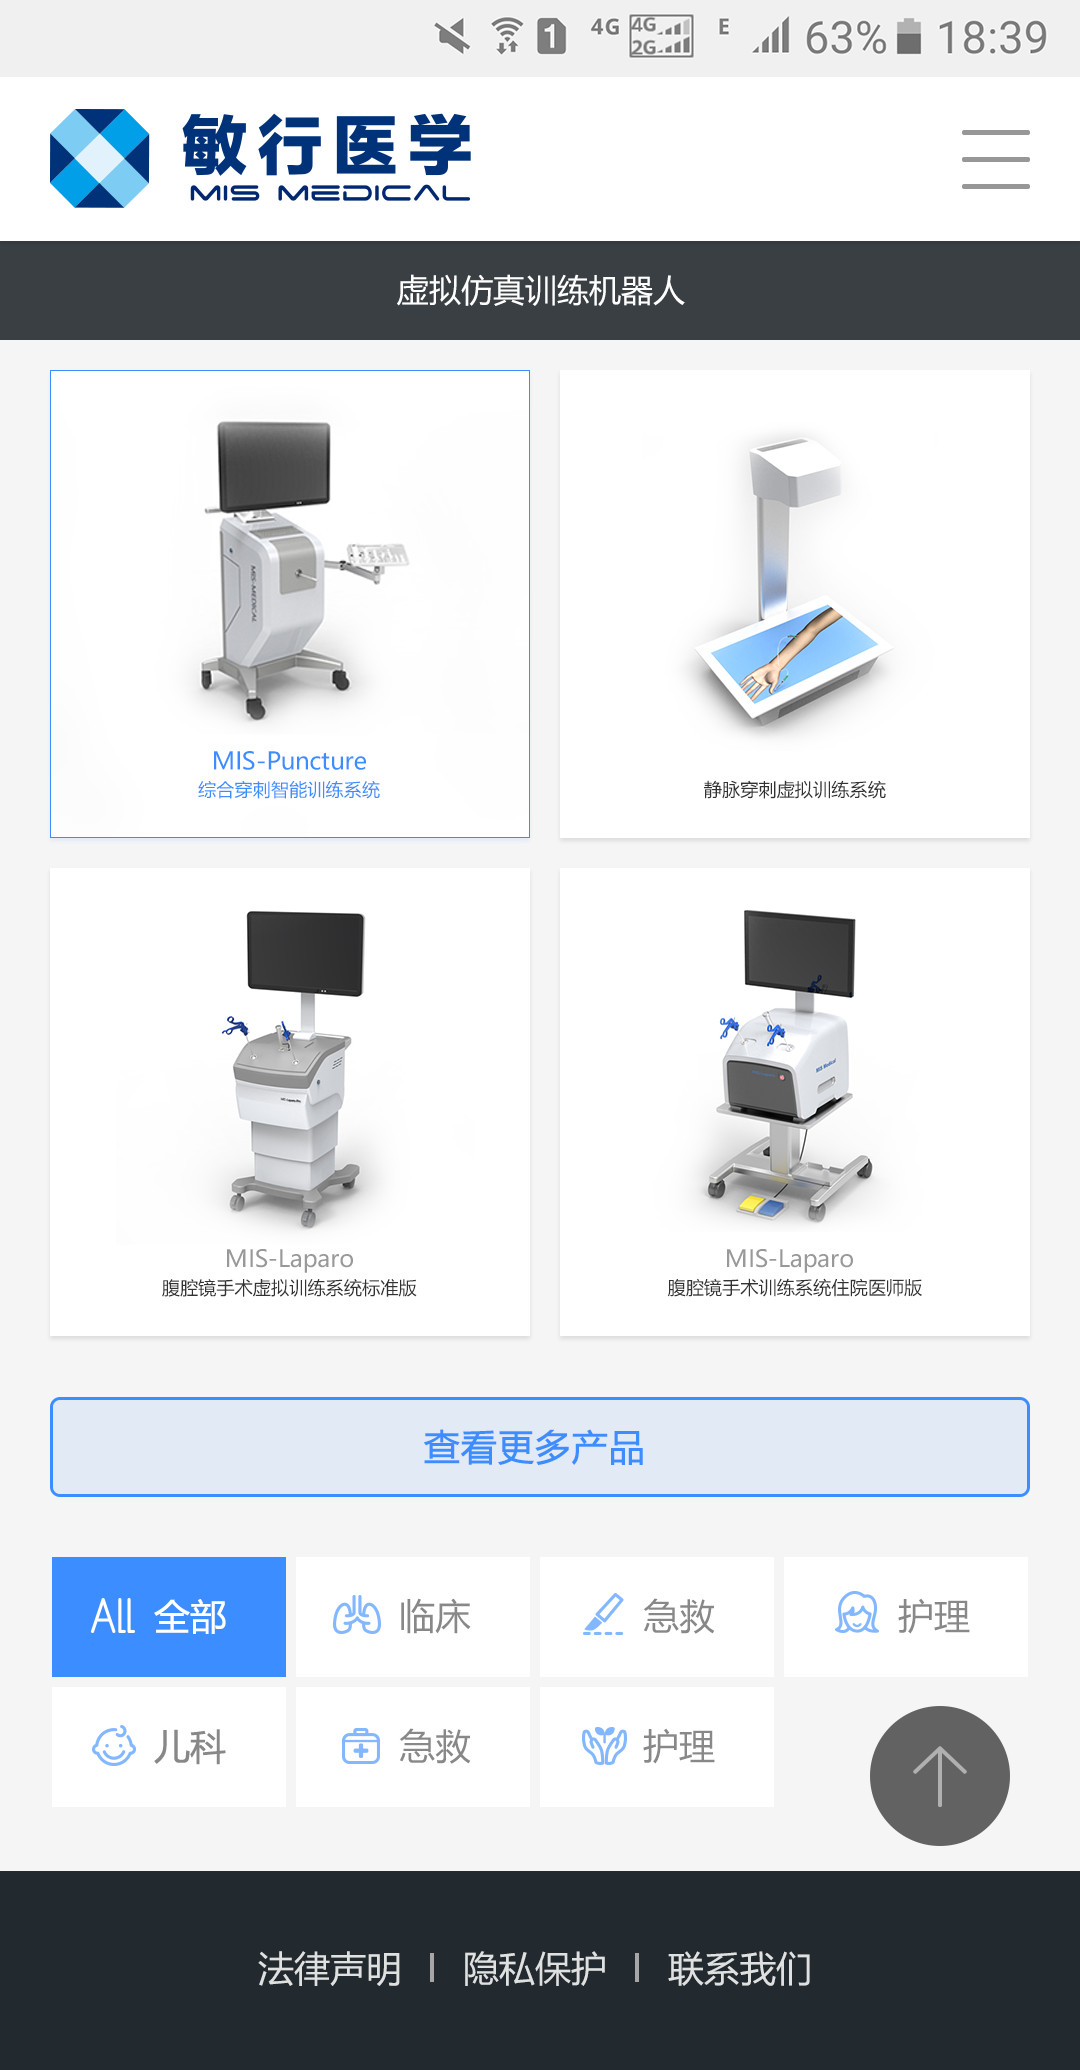 1 4G 4G 2G E 63% 18:39
敏行医学
MIS MEDICAL
虚拟仿真训练机器人
MIS-MEDICAL
MIS-Puncture
综合穿刺智能训练系统
静脉穿刺虚拟训练系统
MIS Medical
MIS-Laparo
腹腔镜手术虚拟训练系统标准版
MIS-Laparo
腹腔镜手术训练系统住院医师版
查看更多产品
All 全部
临床
急救
护理
儿科
急救
护理
法律声明 | 隐私保护 | 联系我们